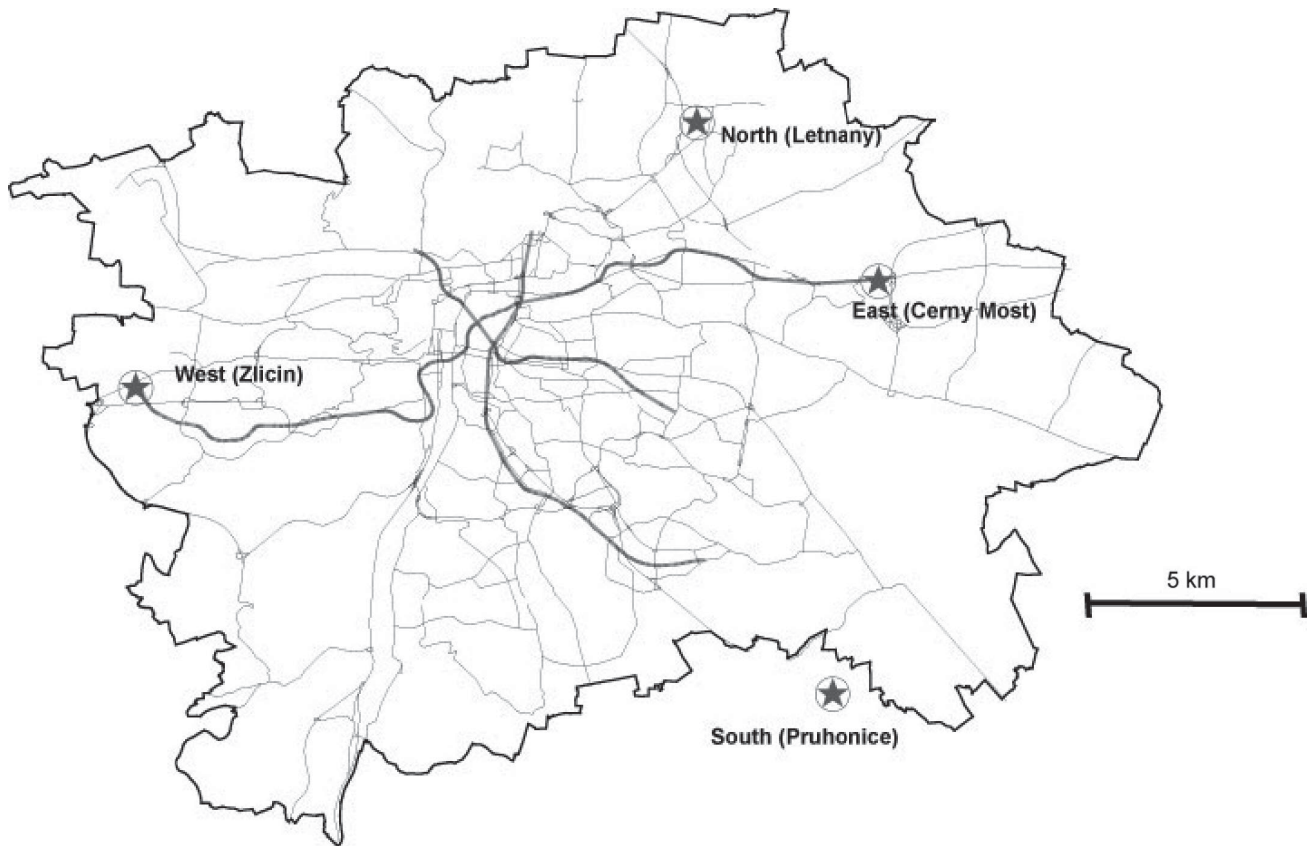 North (Letnany)
East (Cerny Most)
West (Zlicin)
5 km
South (Pruhonice)